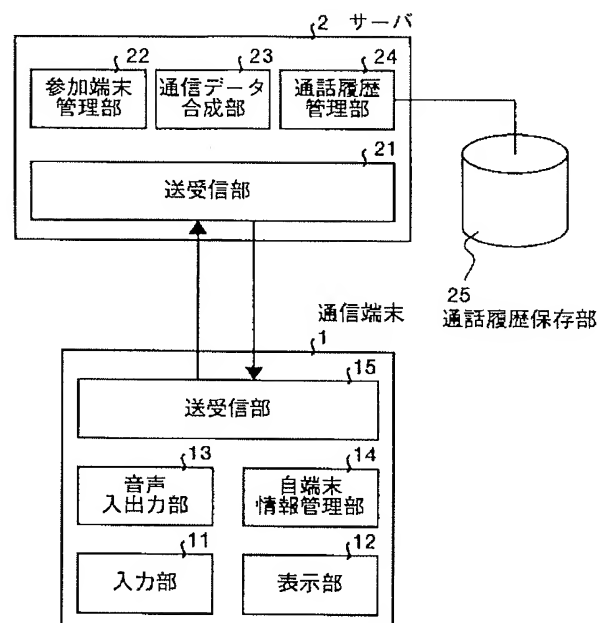 2 サーバ
22 23 24
参加端末
管理部
通信データ
合成部
通話履歴
管理部
21
送受信部
25
通話履歴保存部
通信端末
1
15
送受信部
13
音声
入出力部
14
自端末
情報管理部
11
入力部
12
表示部